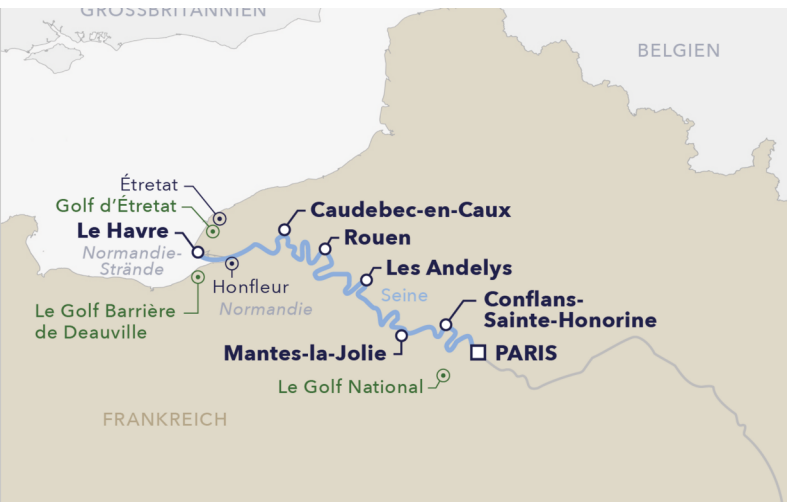 GROSSBRITANNIEN
BELGIEN
Étretat
Golf d'Étretat
Le Havre
Normandie-
Strände
Caudebec-en-Caux
Rouen
Les Andelys
Honfleur
Normandie
Seine
Le Golf Barrière
de Deauville
Conflans-
Sainte-Honorine
Mantes-la-Jolie
PARIS
Le Golf National
FRANKREICH